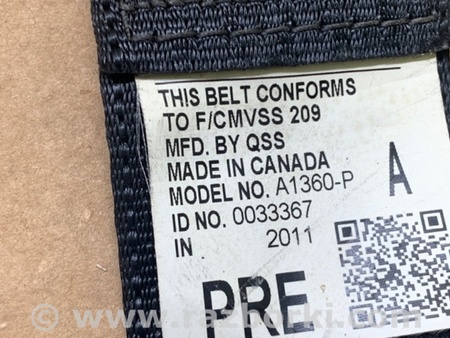 THIS BELT CONFORMS
TO F/CMVSS 209
MFD. BY QSS
MADE IN CANADA
MODEL NO. A1360-P
A
ID NO. 0033367
IN 2011
PRE
© www.razborki.com